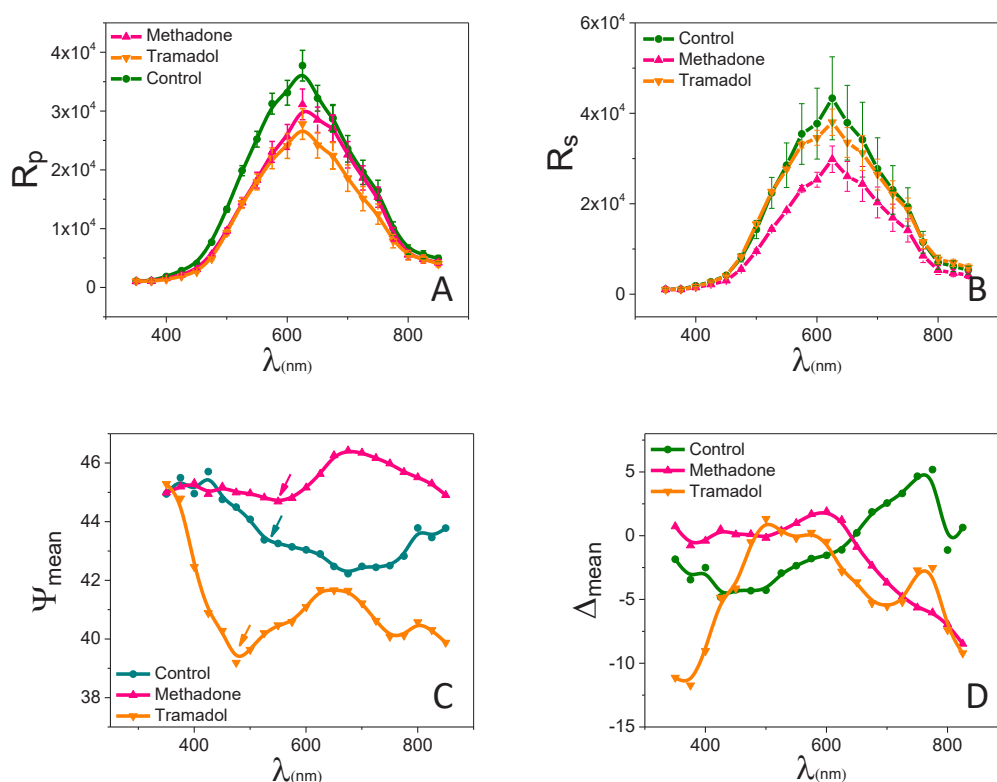 Methadone
Tramadol
Control
4x10⁴
3x10⁴
2x10⁴
1x10⁴
0
Rp
400 600 800
λ(nm)
A
Control
Methadone
Tramadol
6x10⁴
4x10⁴
2x10⁴
0
Rs
400 600 800
λ(nm)
B
46
44
42
40
38
Ψmean
Control
Methadone
Tramadol
400 600 800
λ(nm)
C
Control
Methadone
Tramadol
5
0
-5
-10
-15
Δmean
400 600 800
λ(nm)
D